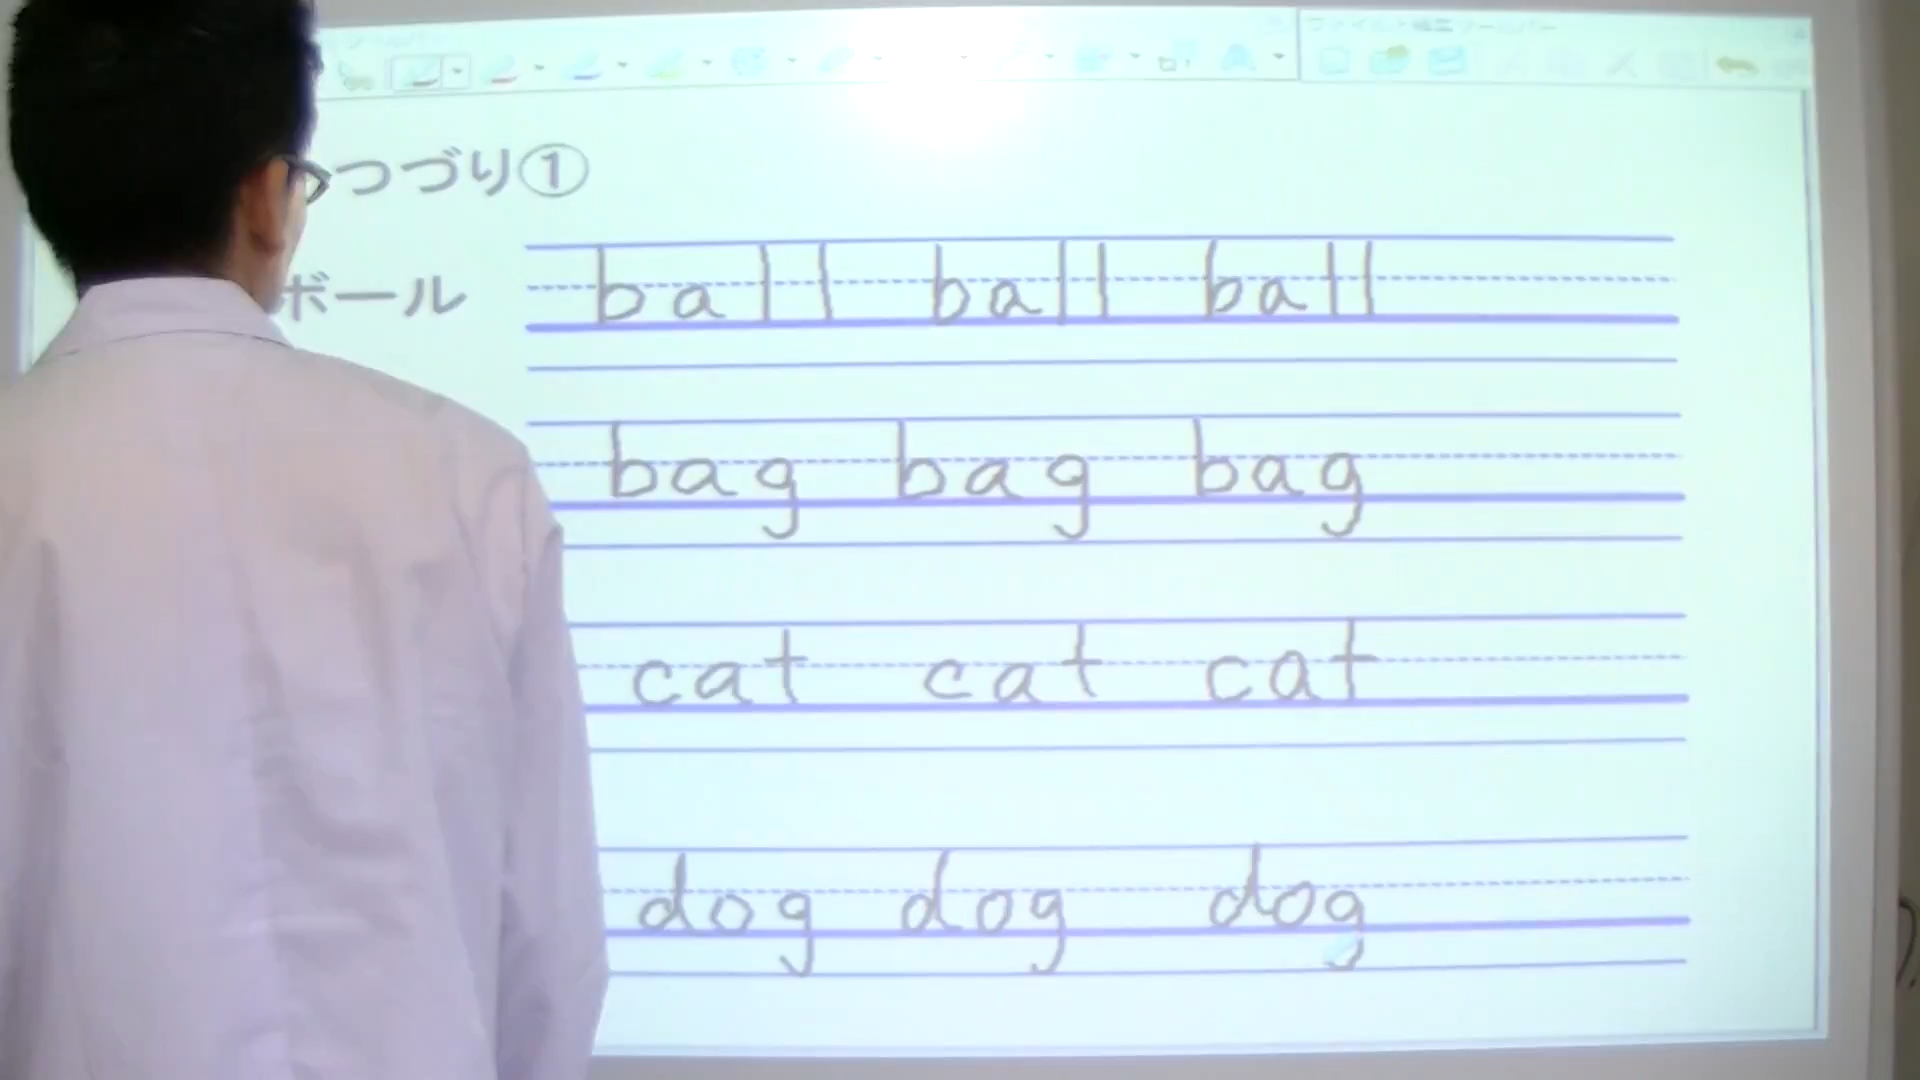 つづり①
ボール ball ball ball
bag bag bag
cat cat cat
dog dog dog